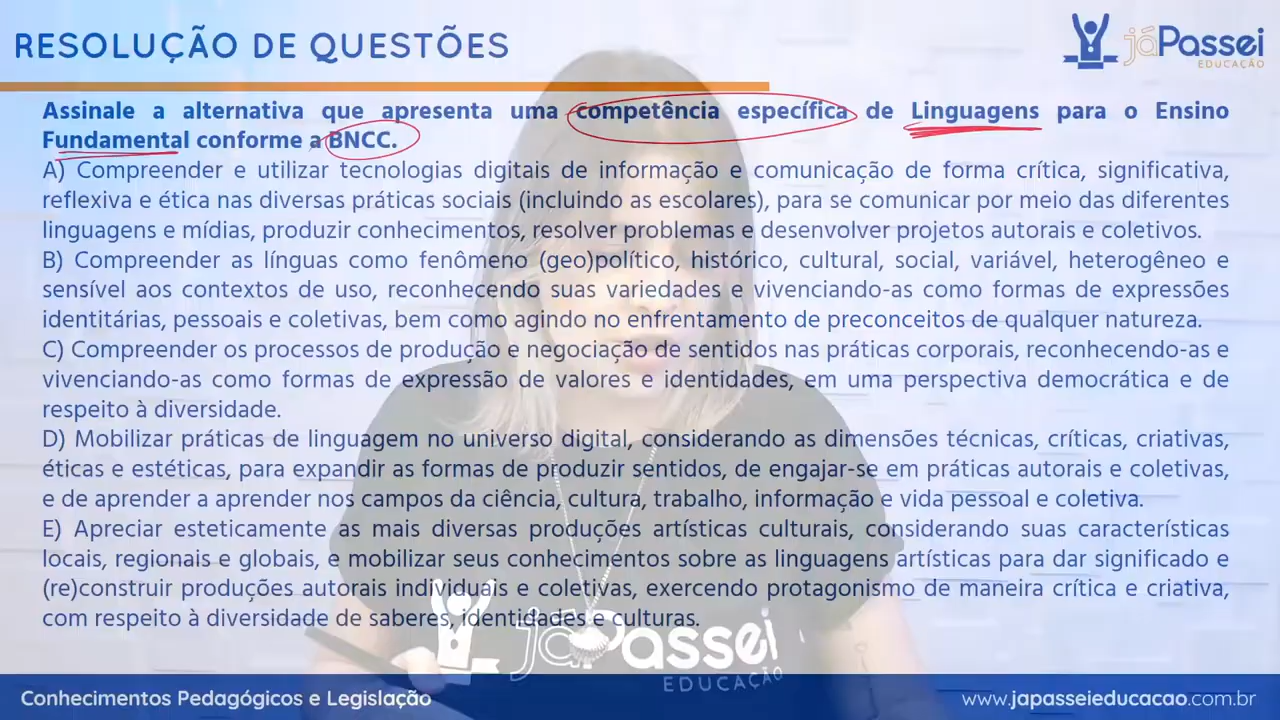 RESOLUÇÃO DE QUESTÕES
jáPassei
EDUCAÇÃO
Assinale a alternativa que apresenta uma competência específica de Linguagens para o Ensino
Fundamental conforme a BNCC.
A) Compreender e utilizar tecnologias digitais de informação e comunicação de forma crítica, significativa,
reflexiva e ética nas diversas práticas sociais (incluindo as escolares), para se comunicar por meio das diferentes
linguagens e mídias, produzir conhecimentos, resolver problemas e desenvolver projetos autorais e coletivos.
B) Compreender as línguas como fenômeno (geo)político, histórico, cultural, social, variável, heterogêneo e
sensível aos contextos de uso, reconhecendo suas variedades e vivenciando-as como formas de expressões
identitárias, pessoais e coletivas, bem como agindo no enfrentamento de preconceitos de qualquer natureza.
C) Compreender os processos de produção e negociação de sentidos nas práticas corporais, reconhecendo-as e
vivenciando-as como formas de expressão de valores e identidades, em uma perspectiva democrática e de
respeito à diversidade.
D) Mobilizar práticas de linguagem no universo digital, considerando as dimensões técnicas, críticas, criativas,
éticas e estéticas, para expandir as formas de produzir sentidos, de engajar-se em práticas autorais e coletivas,
e de aprender a aprender nos campos da ciência, cultura, trabalho, informação e vida pessoal e coletiva.
E) Apreciar esteticamente as mais diversas produções artísticas culturais, considerando suas características
locais, regionais e globais, e mobilizar seus conhecimentos sobre as linguagens artísticas para dar significado e
(re)construir produções autorais individuais e coletivas, exercendo protagonismo de maneira crítica e criativa,
com respeito à diversidade de saberes, identidades e culturas.
jáPassei
EDUCAÇÃO
Conhecimentos Pedagógicos e Legislação
www.japasseieducacao.com.br